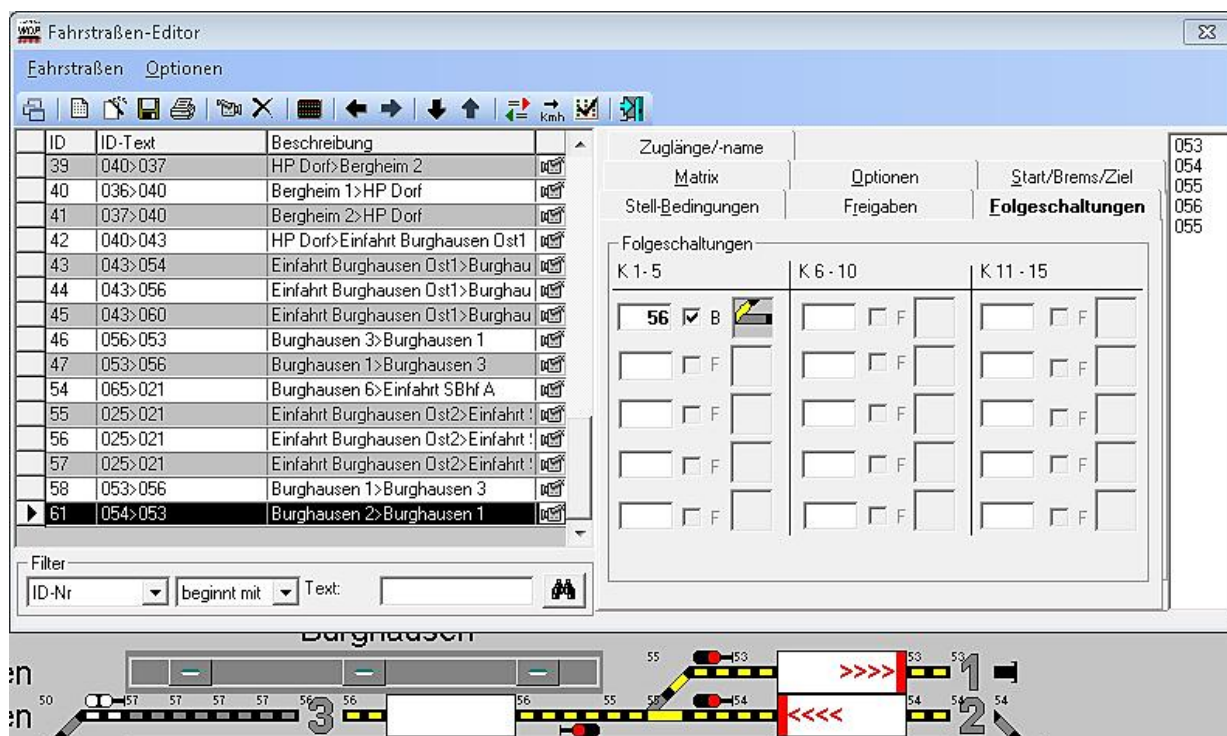 Fahrstraßen-Editor
Fahrstraßen Optionen
kmh
ID ID-Text Beschreibung
39 040>037 HP Dorf>Bergheim 2
40 036>040 Bergheim 1>HP Dorf
41 037>040 Bergheim 2>HP Dorf
42 040>043 HP Dorf>Einfahrt Burghausen Ost1
43 043>054 Einfahrt Burghausen Ost1>Burghau
44 043>056 Einfahrt Burghausen Ost1>Burghau
45 043>060 Einfahrt Burghausen Ost1>Burghau
46 056>053 Burghausen 3>Burghausen 1
47 053>056 Burghausen 1>Burghausen 3
54 065>021 Burghausen 6>Einfahrt SBhf A
55 025>021 Einfahrt Burghausen Ost2>Einfahrt
56 025>021 Einfahrt Burghausen Ost2>Einfahrt
57 025>021 Einfahrt Burghausen Ost2>Einfahrt
58 053>056 Burghausen 1>Burghausen 3
61 054>053 Burghausen 2>Burghausen 1
Filter
ID-Nr beginnt mit Text:
Zuglänge/-name
Matrix Optionen Start/Brems/Ziel
Stell-Bedingungen Freigaben Folgeschaltungen
Folgeschaltungen
K 1 - 5 K 6 - 10 K 11 - 15
56 B F F
F F F
F F F
F F F
F F F
053
054
055
056
055
Burghausen
en 55 53 >>>> 53 53 1
en 50 57 57 57 57 56 3 56 56 55 55 54 <<<< 54 54 2 54